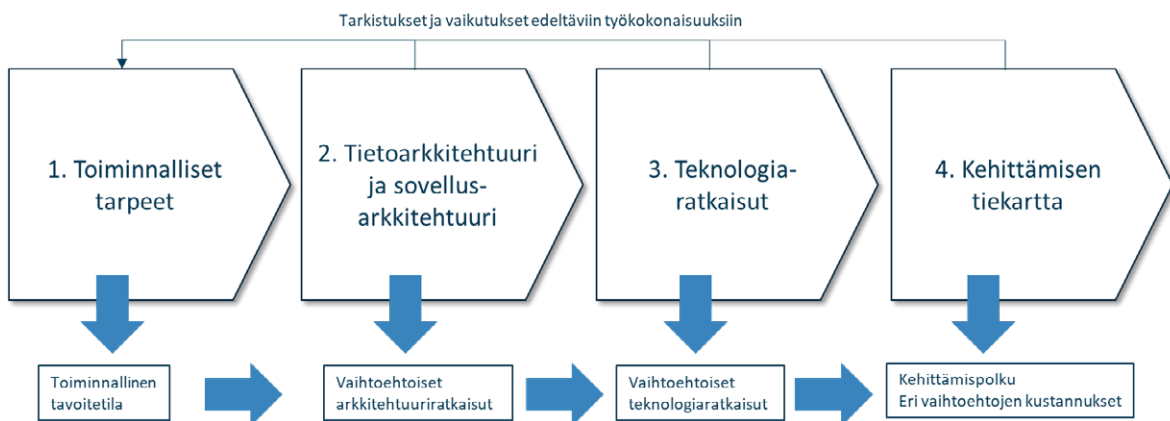 Tarkistukset ja vaikutukset edeltäviin työkokonaisuuksiin
1. Toiminnalliset
tarpeet
2. Tietoarkkitehtuuri
ja sovellus-
arkkitehtuuri
3. Teknologia-
ratkaisut
4. Kehittämisen
tiekartta
Toiminnallinen
tavoitetila
Vaihtoehtoiset
arkkitehtuuriratkaisut
Vaihtoehtoiset
teknologiaratkaisut
Kehittämispolku
Eri vaihtoehtojen kustannukset